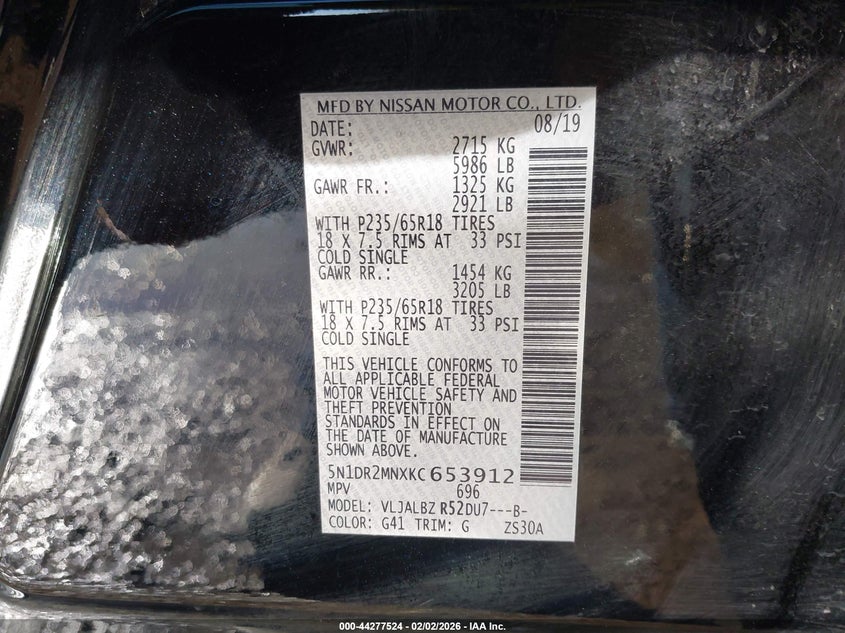 MFD BY NISSAN MOTOR CO., LTD.
DATE: 08/19
GVWR: 2715 KG
5986 LB
GAWR FR.: 1325 KG
2921 LB
WITH P235/65R18 TIRES
18 X 7.5 RIMS AT 33 PSI
COLD SINGLE
GAWR RR.: 1454 KG
3205 LB
WITH P235/65R18 TIRES
18 X 7.5 RIMS AT 33 PSI
COLD SINGLE
THIS VEHICLE CONFORMS TO
ALL APPLICABLE FEDERAL
MOTOR VEHICLE SAFETY AND
THEFT PREVENTION
STANDARDS IN EFFECT ON
THE DATE OF MANUFACTURE
SHOWN ABOVE.
5N1DR2MNXKC653912
MPV 696
MODEL: VLJALBZ R52DU7---B-
COLOR: G41 TRIM: G ZS30A
000-44277524 - 02/02/2026 - IAA Inc.